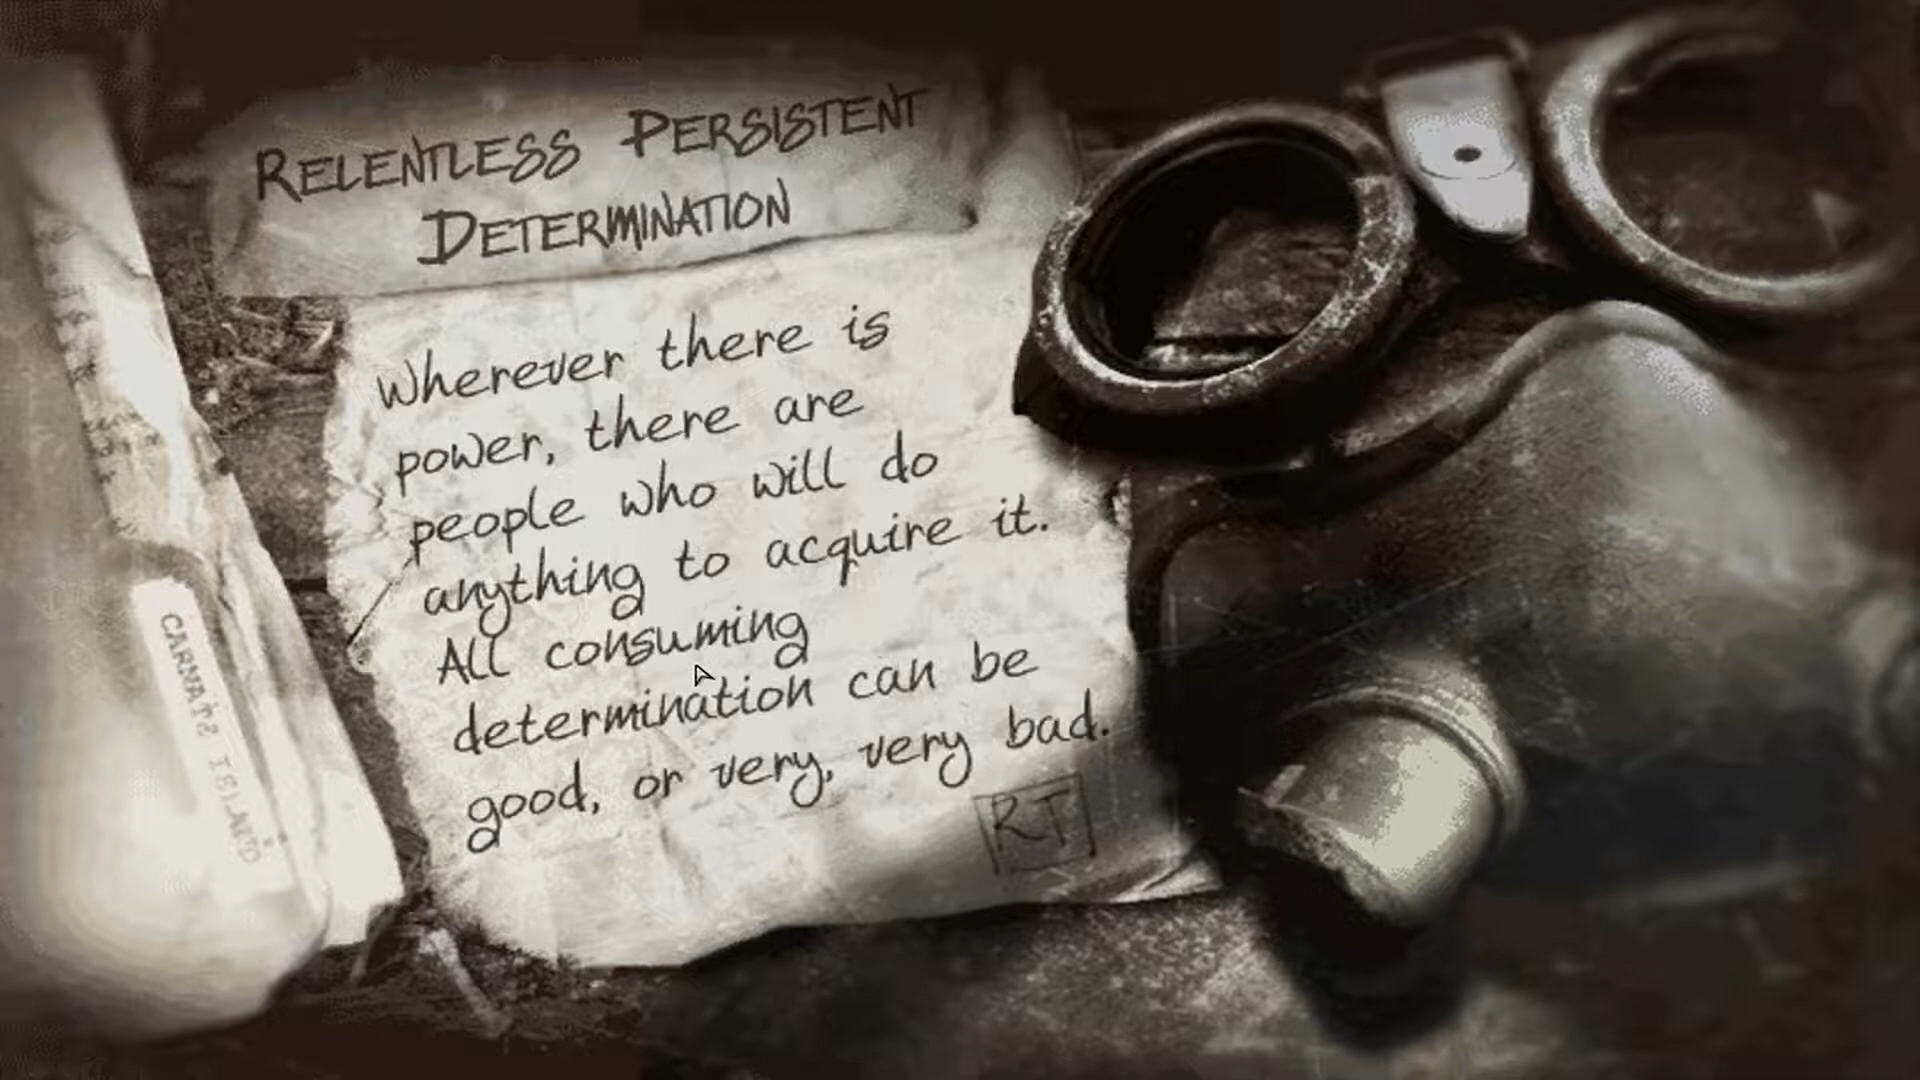 RELENTLESS PERSISTENT
DETERMINATION
Wherever there is
power, there are
people who will do
anything to acquire it.
All consuming
determination can be
good, or very, very bad.
RT
CARNATE ISLAND